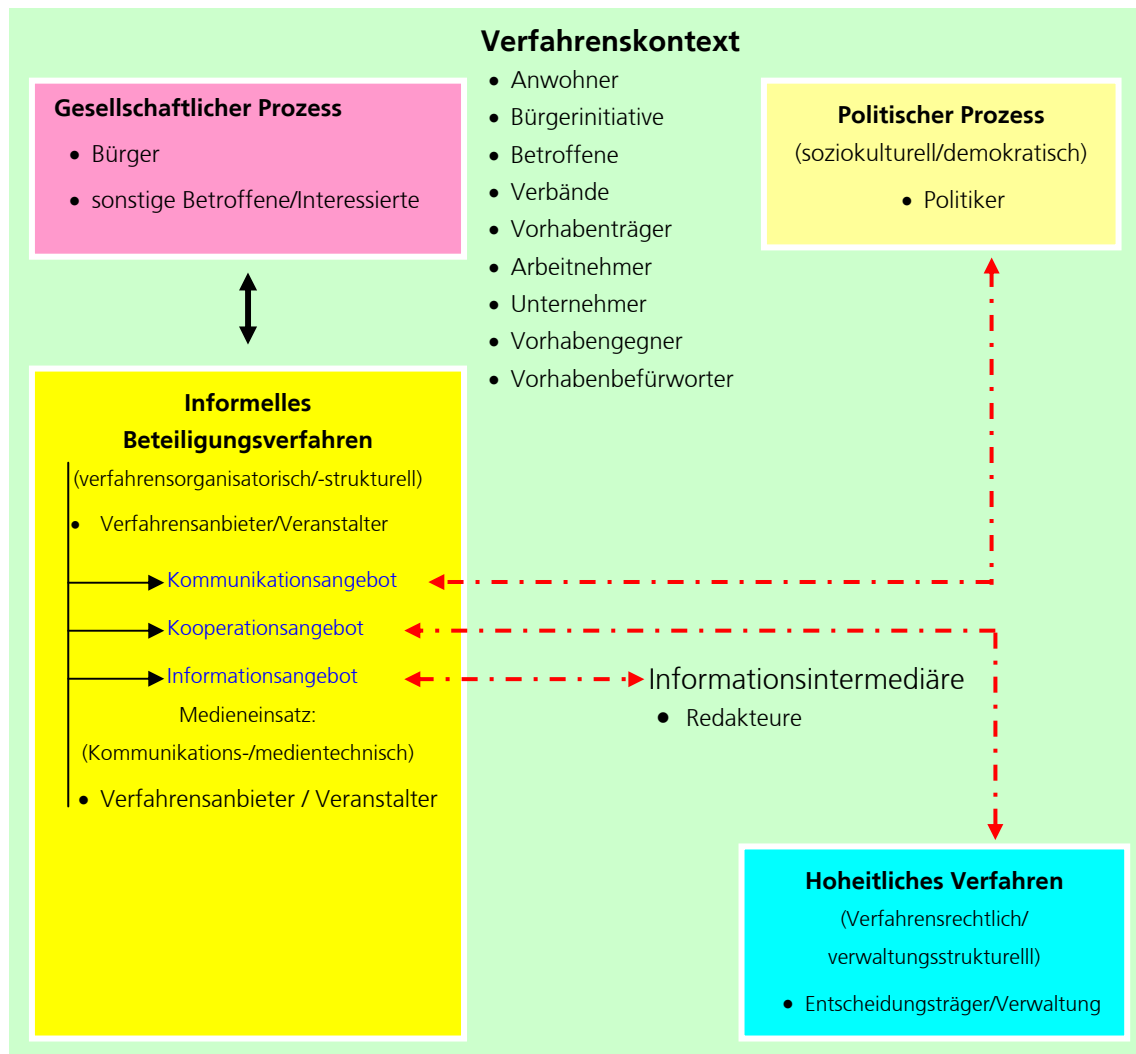 Verfahrenskontext
• Anwohner
• Bürgerinitiative
• Betroffene
• Verbände
• Vorhabenträger
• Arbeitnehmer
• Unternehmer
• Vorhabengegner
• Vorhabenbefürworter
Gesellschaftlicher Prozess
• Bürger
• sonstige Betroffene/Interessierte
Politischer Prozess
(soziokulturell/demokratisch)
• Politiker
Informelles
Beteiligungsverfahren
(verfahrensorganisatorisch/-strukturell)
• Verfahrensanbieter/Veranstalter
Kommunikationsangebot
Kooperationsangebot
Informationsangebot
Medieneinsatz:
(Kommunikations-/medientechnisch)
• Verfahrensanbieter / Veranstalter
Informationsintermediäre
• Redakteure
Hoheitliches Verfahren
(Verfahrensrechtlich/
verwaltungsstrukturelll)
• Entscheidungsträger/Verwaltung